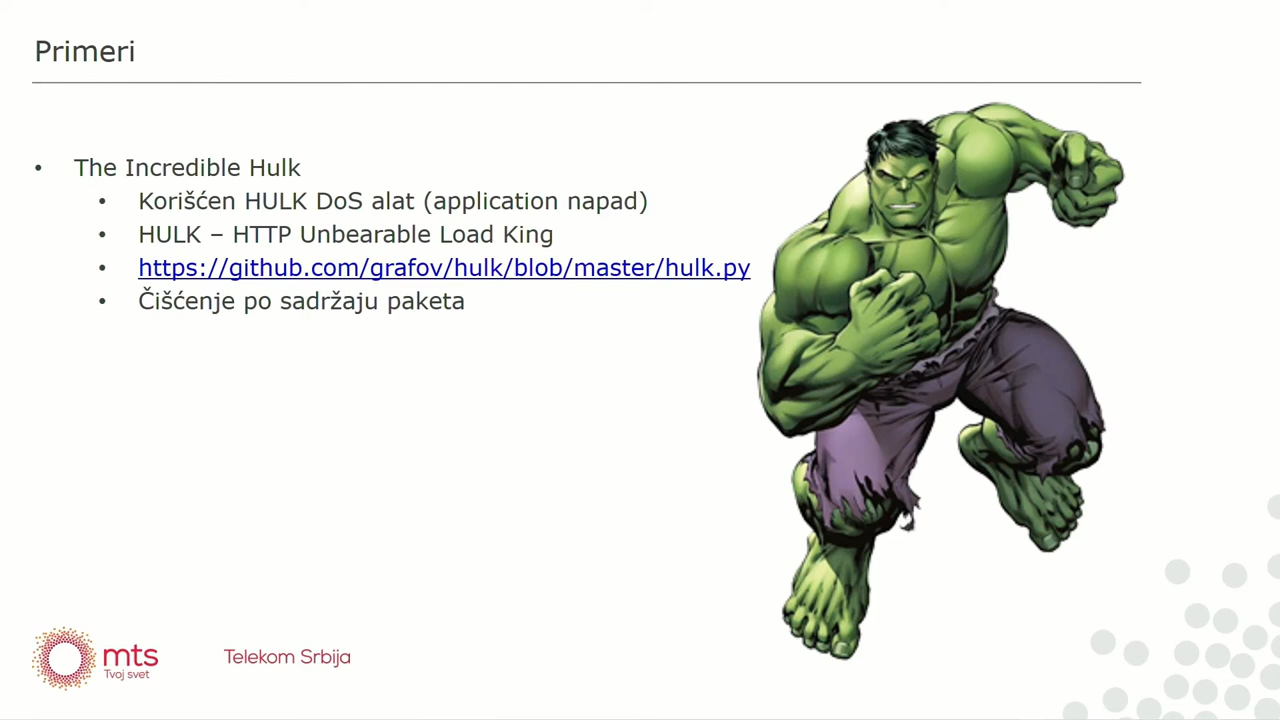 Primeri
• The Incredible Hulk
• Korišćen HULK DoS alat (application napad)
• HULK – HTTP Unbearable Load King
• https://github.com/grafov/hulk/blob/master/hulk.py
• Čišćenje po sadržaju paketa
mts
Tvoj svet
Telekom Srbija